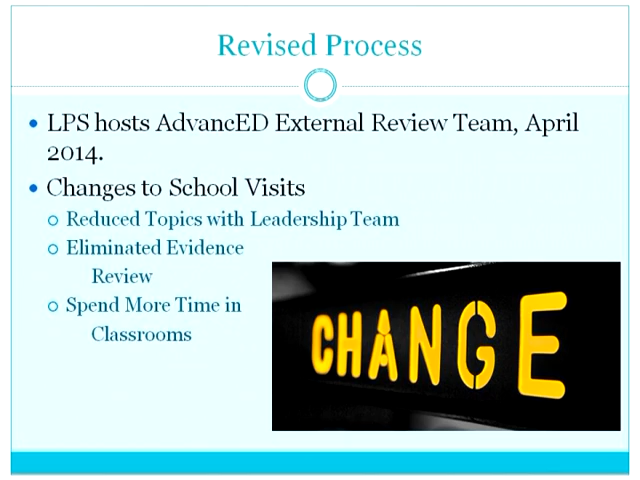 Revised Process
LPS hosts AdvancED External Review Team, April
2014.
Changes to School Visits
Reduced Topics with Leadership Team
Eliminated Evidence
Review
Spend More Time in
Classrooms
CHANGE